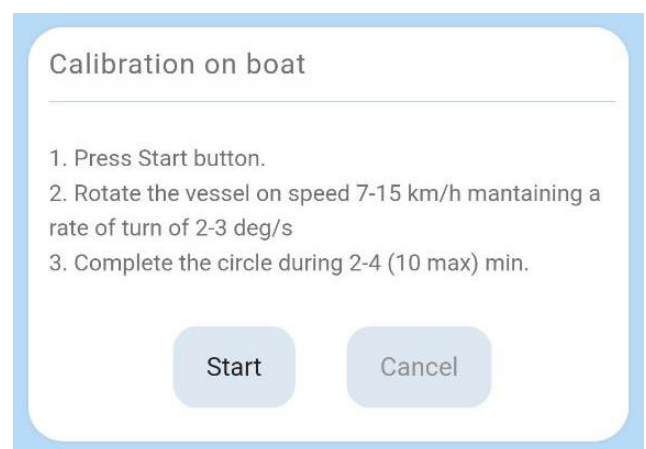 Calibration on boat
1. Press Start button.
2. Rotate the vessel on speed 7-15 km/h mantaining a
rate of turn of 2-3 deg/s
3. Complete the circle during 2-4 (10 max) min.
Start
Cancel